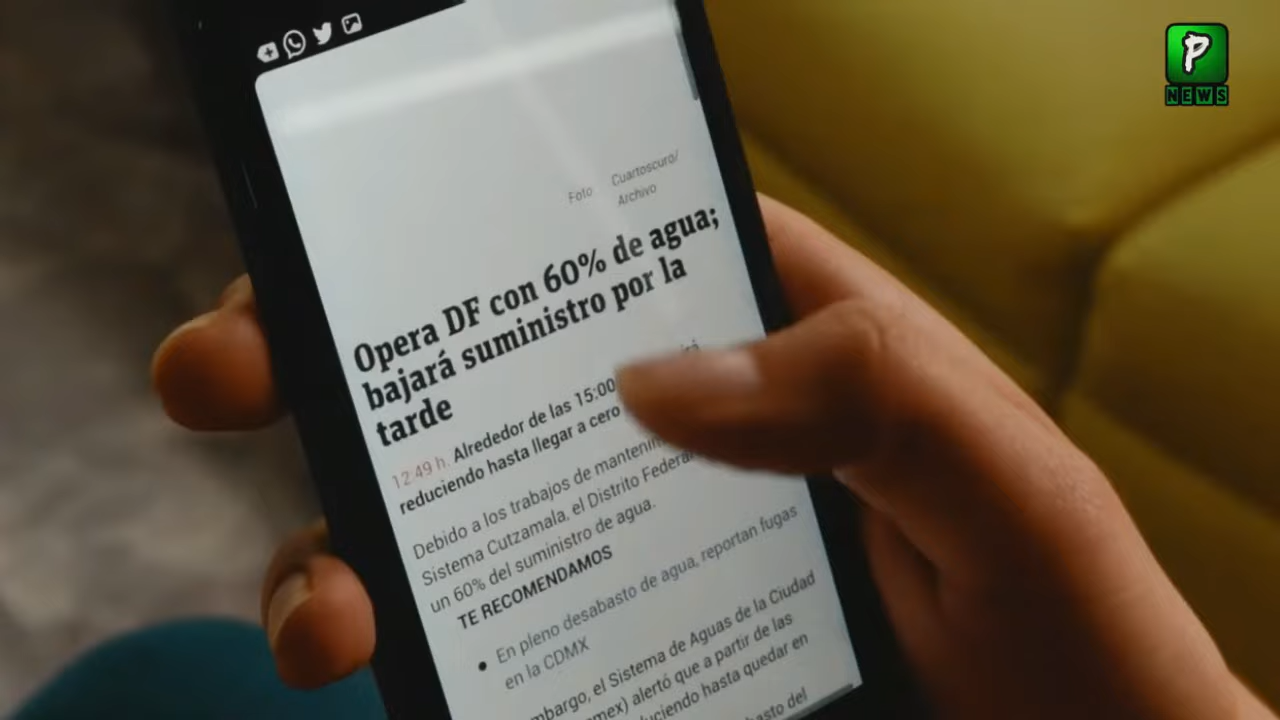 P
NEWS
Foto
Cuartoscuro/
Archivo
Opera DF con 60% de agua;
bajará suministro por la
tarde
12:49 h. Alrededor de las 15:00
reduciendo hasta llegar a cero
Debido a los trabajos de
Sistema Cutzamala, el Distrito Federal
un 60% del suministro de agua.
TE RECOMENDAMOS
• En pleno desabasto de agua, reportan fugas
en la CDMX
el Sistema de Aguas de la Ciudad
alertó que a partir de las
hasta quedar en
del